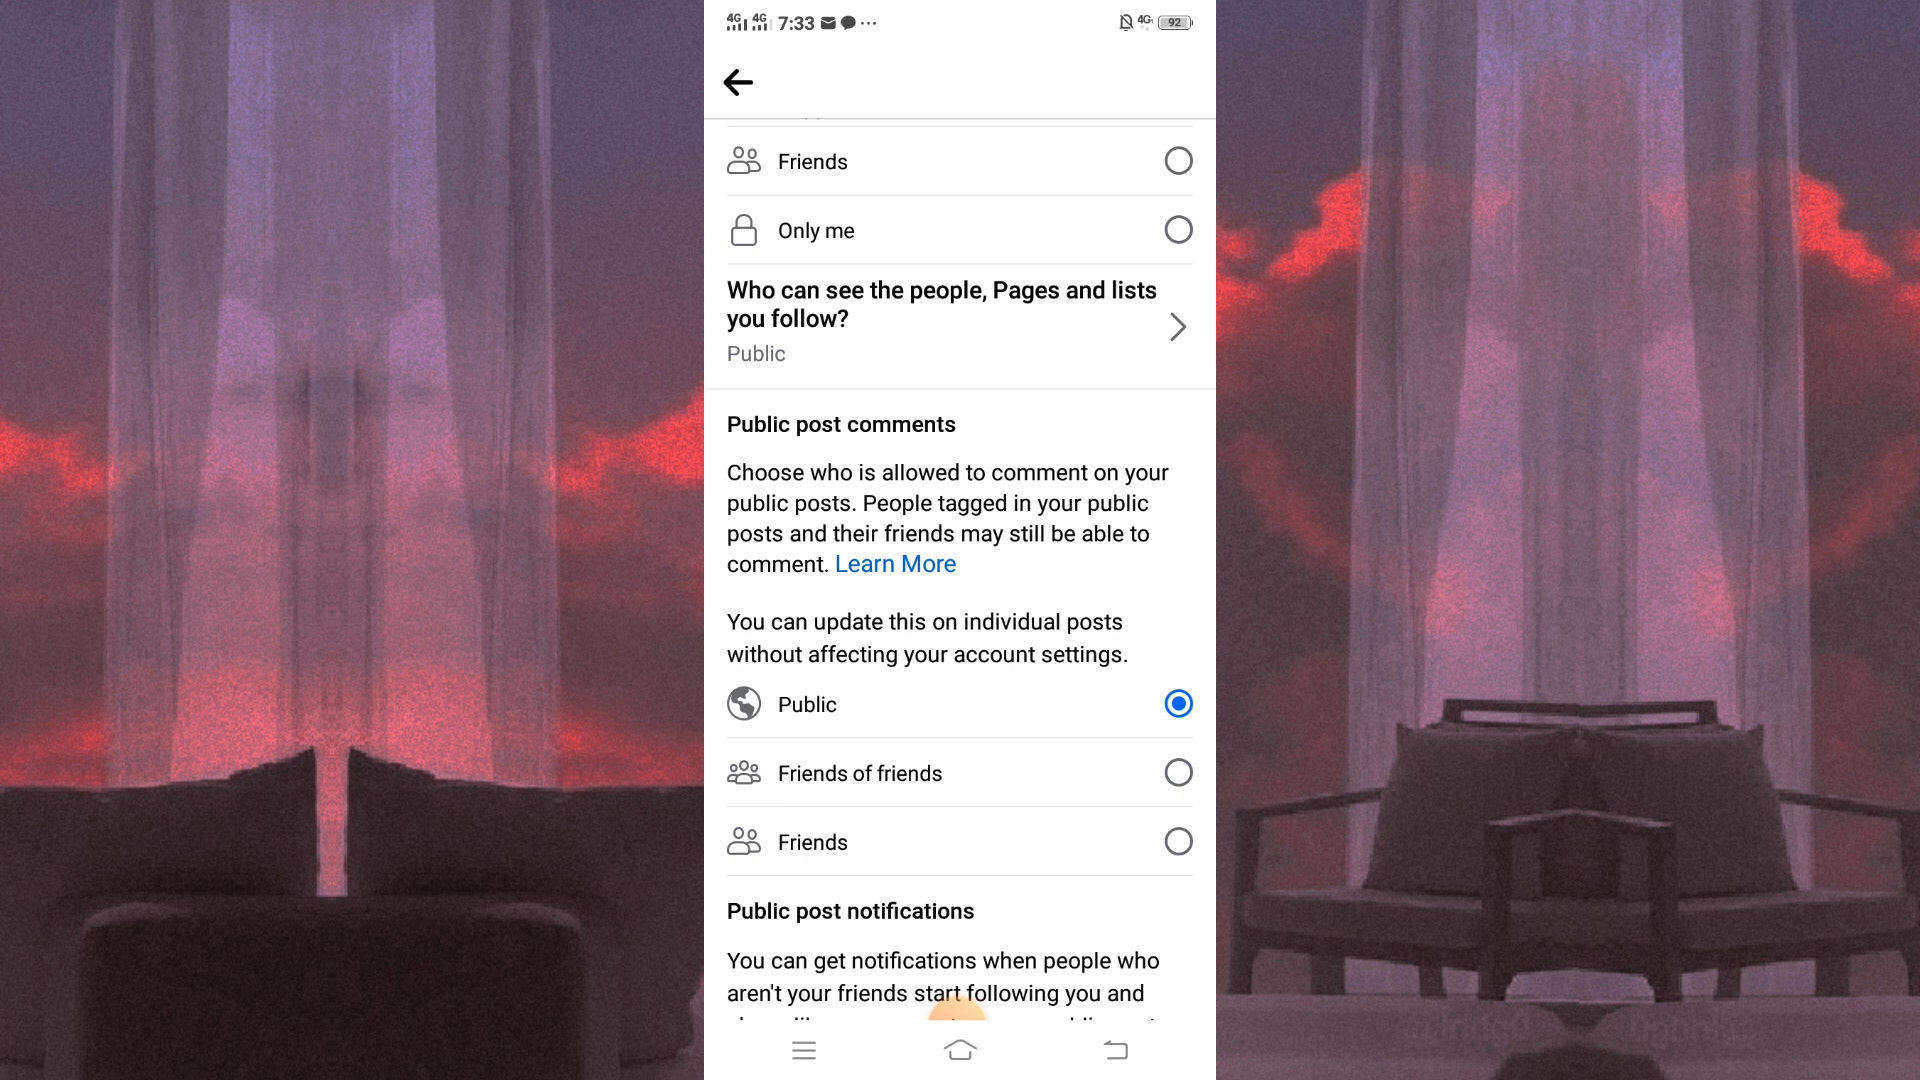 4G 4G 7:33 4G 92
Friends
Only me
Who can see the people, Pages and lists
you follow?
Public
Public post comments
Choose who is allowed to comment on your
public posts. People tagged in your public
posts and their friends may still be able to
comment. Learn More
You can update this on individual posts
without affecting your account settings.
Public
Friends of friends
Friends
Public post notifications
You can get notifications when people who
aren't your friends start following you and